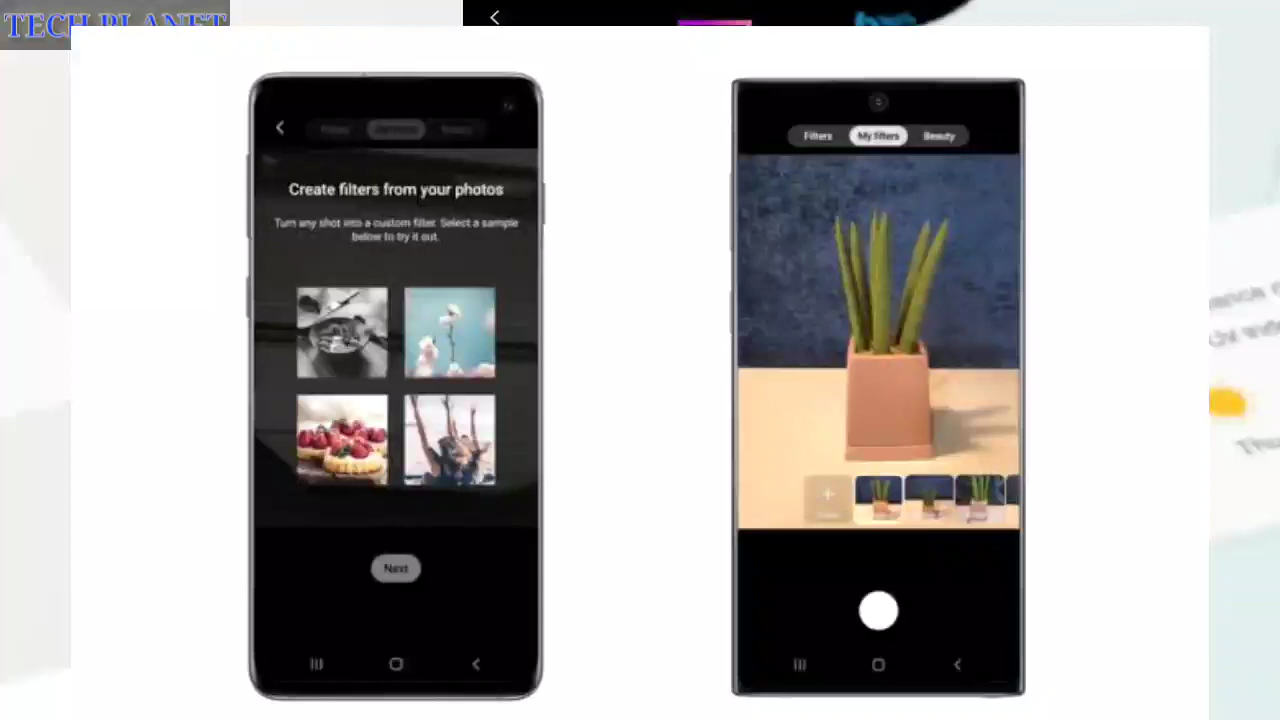 TECH PLANET
Create filters from your photos
Turn any shot into a custom filter. Select a sample
below to try it out.
Next
Filters
My filters
Beauty